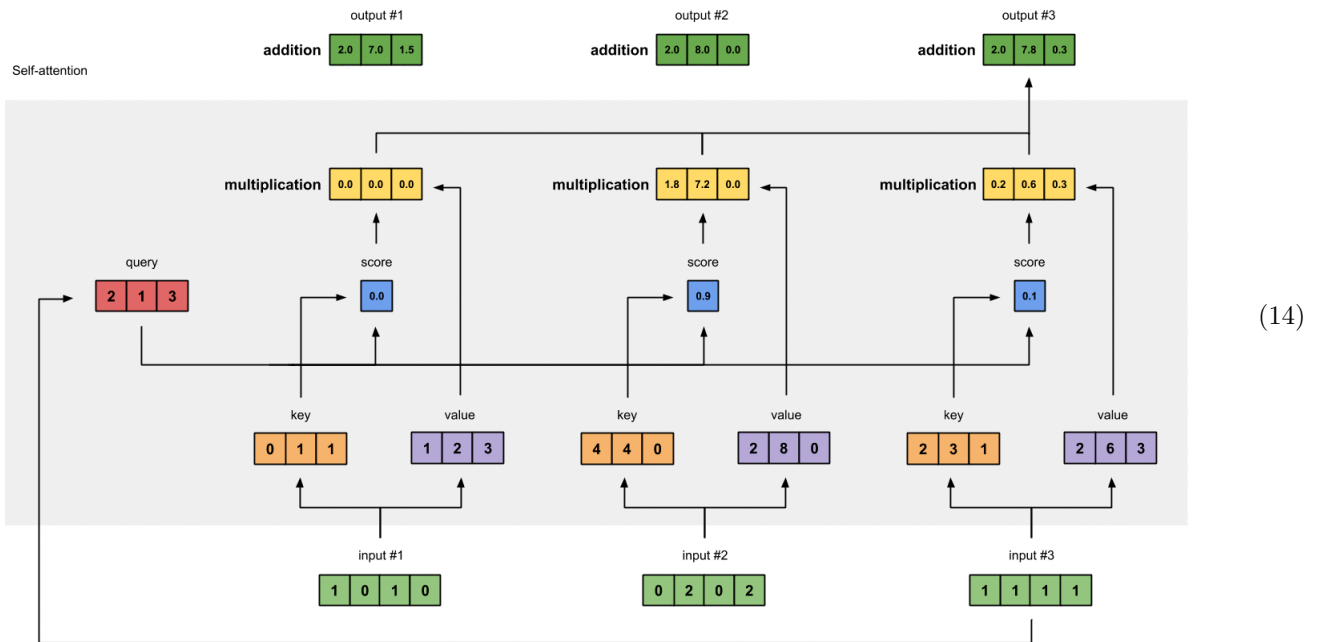 output #1 output #2 output #3
addition 2.0 7.0 1.5 addition 2.0 8.0 0.0 addition 2.0 7.8 0.3
Self-attention
multiplication 0.0 0.0 0.0 multiplication 1.8 7.2 0.0 multiplication 0.2 0.6 0.3
query score score score
2 1 3 0.0 0.9 0.1
(14)
key value key value key value
0 1 1 1 2 3 4 4 0 2 8 0 2 3 1 2 6 3
input #1 input #2 input #3
1 0 1 0 0 2 0 2 1 1 1 1